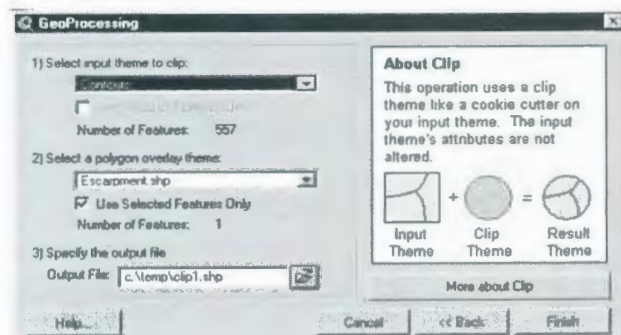 GeoProcessing
1) Select input theme to clip:
Contours
Number of Features: 557
2) Select a polygon overlay theme:
Escarpment.shp
Use Selected Features Only
Number of Features: 1
3) Specify the output file
Output File: c:\temp\clip1.shp
About Clip
This operation uses a clip
theme like a cookie cutter on
your input theme. The input
theme's attributes are not
altered.
+ =
Input Theme
Clip Theme
Result Theme
More about Clip
Help...
Cancel
<< Back
Finish